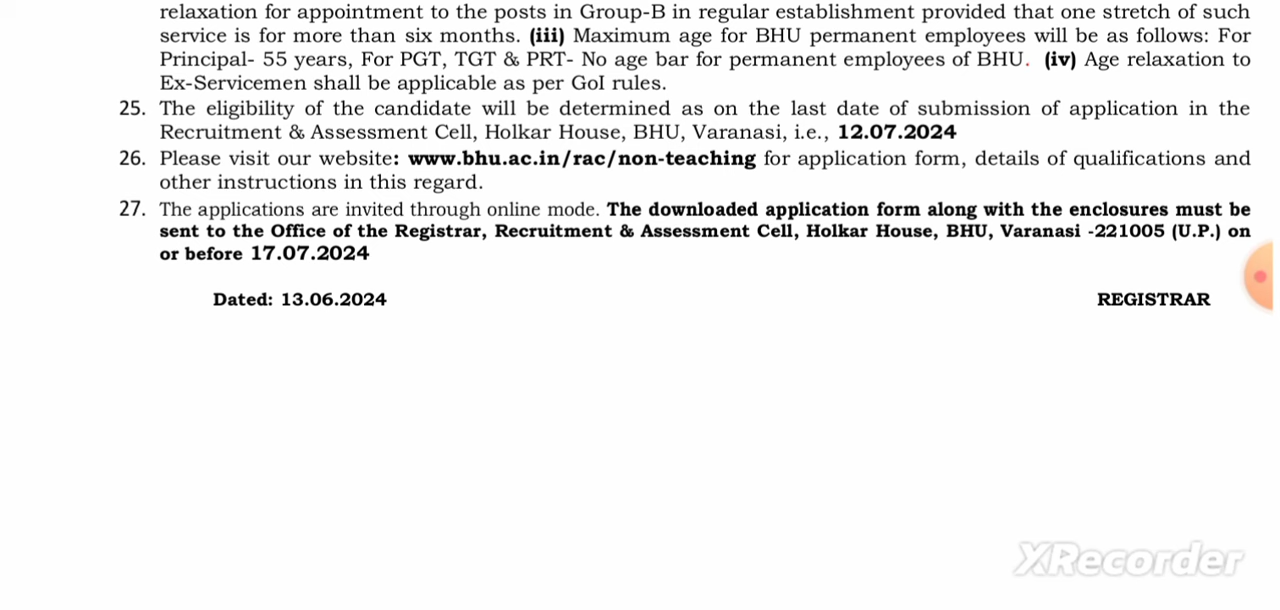 relaxation for appointment to the posts in Group-B in regular establishment provided that one stretch of such
service is for more than six months. (iii) Maximum age for BHU permanent employees will be as follows: For
Principal- 55 years, For PGT, TGT & PRT- No age bar for permanent employees of BHU. (iv) Age relaxation to
Ex-Servicemen shall be applicable as per GoI rules.
25. The eligibility of the candidate will be determined as on the last date of submission of application in the
Recruitment & Assessment Cell, Holkar House, BHU, Varanasi, i.e., 12.07.2024
26. Please visit our website: www.bhu.ac.in/rac/non-teaching for application form, details of qualifications and
other instructions in this regard.
27. The applications are invited through online mode. The downloaded application form along with the enclosures must be
sent to the Office of the Registrar, Recruitment & Assessment Cell, Holkar House, BHU, Varanasi -221005 (U.P.) on
or before 17.07.2024
Dated: 13.06.2024 REGISTRAR
XRecorder